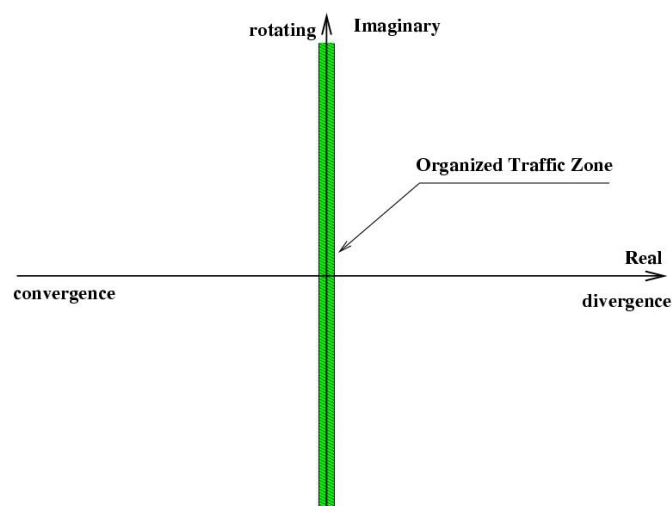 rotating
Imaginary
Organized Traffic Zone
Real
convergence
divergence